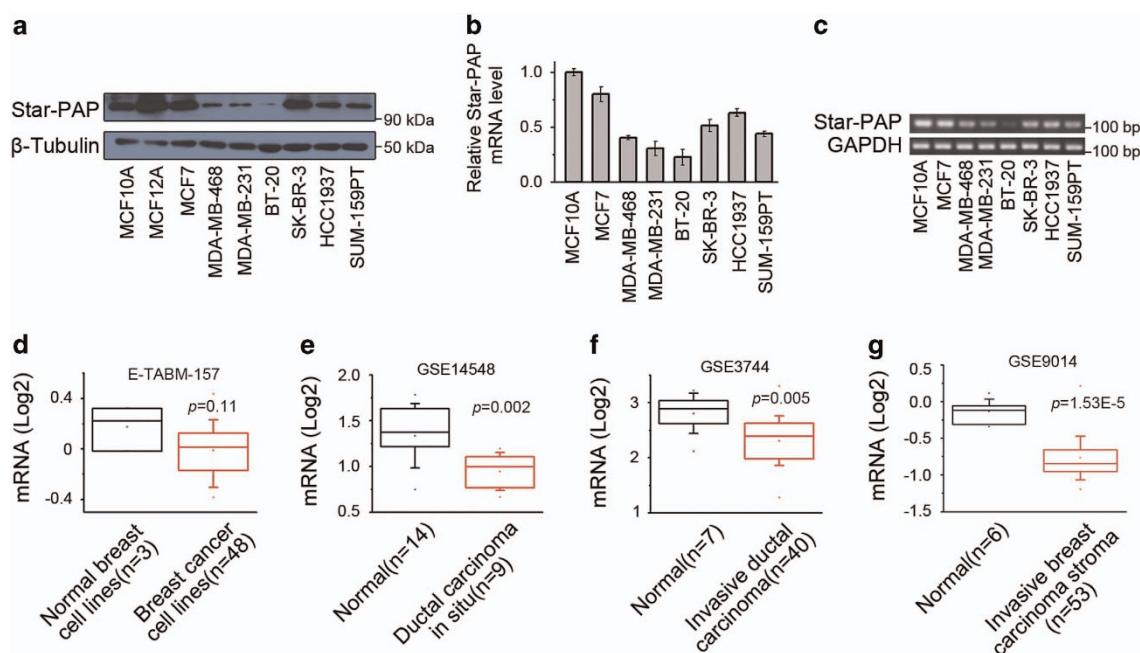 a
Star-PAP
90 kDa
β-Tubulin
50 kDa
MCF10A
MCF12A
MCF7
MDA-MB-468
MDA-MB-231
BT-20
SK-BR-3
HCC1937
SUM-159PT
b
Relative Star-PAP
mRNA level
1.0
0.5
0
MCF10A
MCF7
MDA-MB-468
MDA-MB-231
BT-20
SK-BR-3
HCC1937
SUM-159PT
c
Star-PAP
100 bp
GAPDH
100 bp
MCF10A
MCF7
MDA-MB-468
MDA-MB-231
BT-20
SK-BR-3
HCC1937
SUM-159PT
d
E-TABM-157
mRNA (Log2)
0.4
0
-0.4
p=0.11
Normal breast
cell lines(n=3)
Breast cancer
cell lines(n=48)
e
GSE14548
mRNA (Log2)
2.0
1.5
1.0
0.5
p=0.002
Normal(n=14)
Ductal carcinoma
in situ(n=9)
f
GSE3744
mRNA (Log2)
3
2
1
p=0.005
Normal(n=7)
Invasive ductal
carcinoma(n=40)
g
GSE9014
mRNA (Log2)
0.5
0.0
-0.5
-1.0
-1.5
p=1.53E-5
Normal(n=6)
Invasive breast
carcinoma stroma
(n=53)